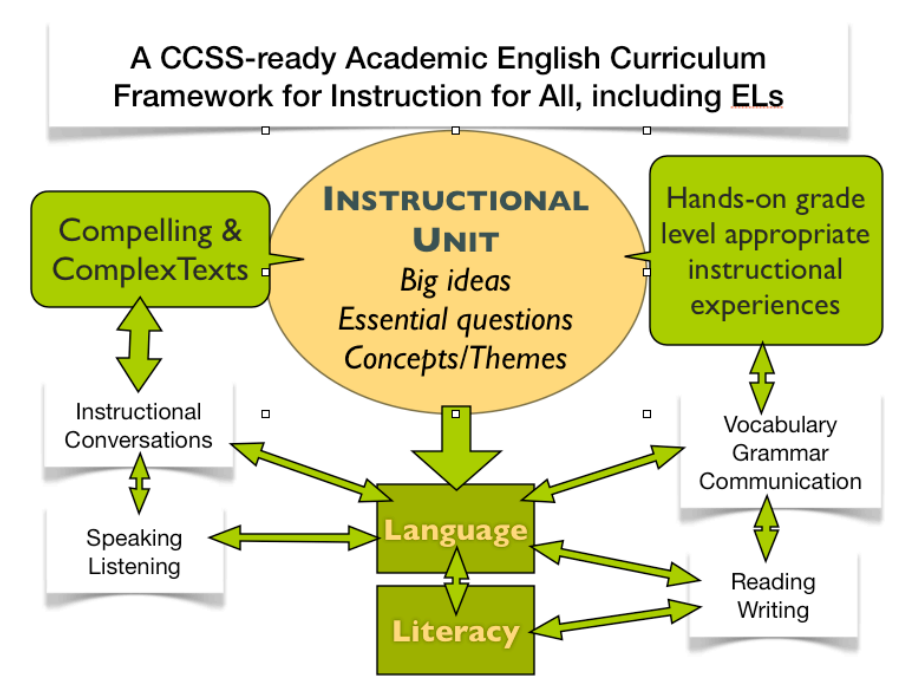 A CCSS-ready Academic English Curriculum
Framework for Instruction for All, including ELs
INSTRUCTIONAL
UNIT
Big ideas
Essential questions
Concepts/Themes
Compelling &
ComplexTexts
Hands-on grade
level appropriate
instructional
experiences
Instructional
Conversations
Vocabulary
Grammar
Communication
Speaking
Listening
Language
Reading
Writing
Literacy